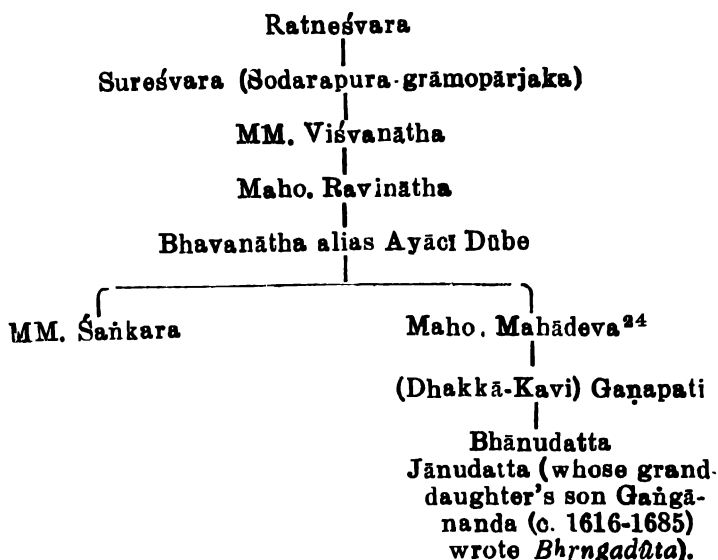 Ratneśvara
Sureśvara (Sodarapura-grāmopārjaka)
MM. Viśvanātha
Maho. Ravinātha
Bhavanātha alias Ayācī Dūbe
MM. Śaṅkara
Maho. Mahādeva²⁴
(Dhakkā-Kavi) Gaṇapati
Bhānudatta
Jānudatta (whose grand-
daughter's son Gaṅgā-
nanda (c. 1616-1685)
wrote Bhṛngadûta).